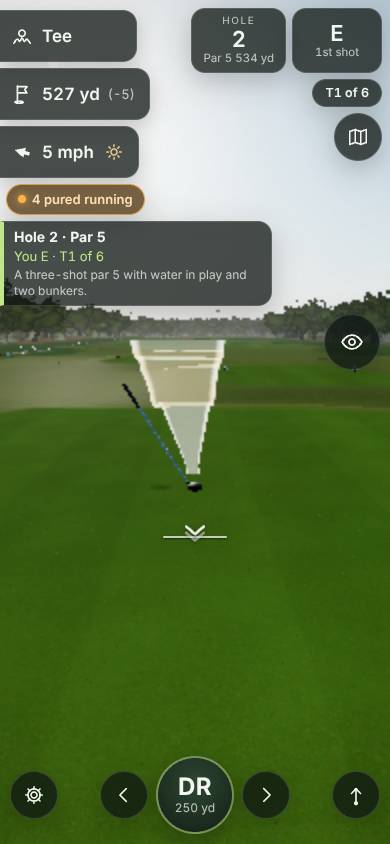 Tee
HOLE
2
Par 5 534 yd
E
1st shot
527 yd (-5)
T1 of 6
5 mph
4 pured running
Hole 2 · Par 5
You E · T1 of 6
A three-shot par 5 with water in play and
two bunkers.
DR
250 yd